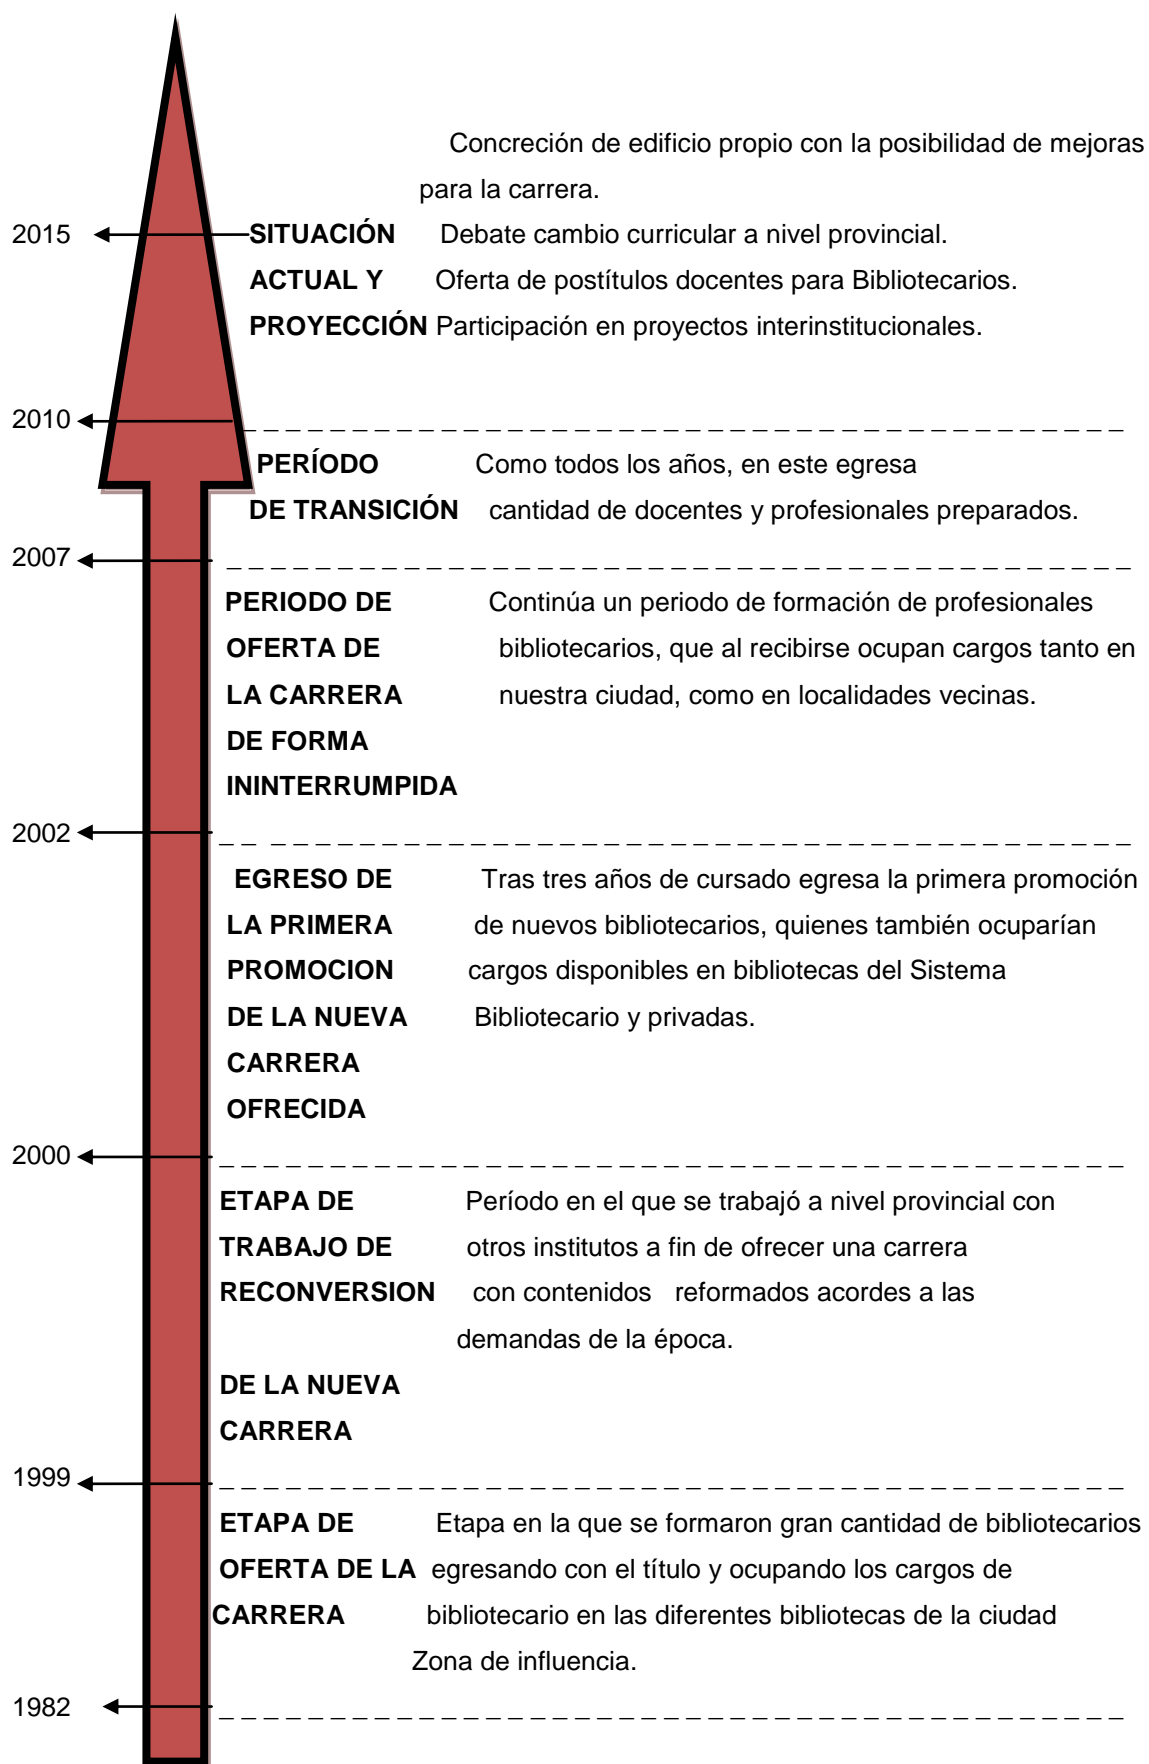 Concreción de edificio propio con la posibilidad de mejoras
para la carrera.
2015 SITUACIÓN Debate cambio curricular a nivel provincial.
ACTUAL Y Oferta de postítulos docentes para Bibliotecarios.
PROYECCIÓN Participación en proyectos interinstitucionales.
2010
PERÍODO Como todos los años, en este egresa
DE TRANSICIÓN cantidad de docentes y profesionales preparados.
2007
PERIODO DE Continúa un periodo de formación de profesionales
OFERTA DE bibliotecarios, que al recibirse ocupan cargos tanto en
LA CARRERA nuestra ciudad, como en localidades vecinas.
DE FORMA
ININTERRUMPIDA
2002
EGRESO DE Tras tres años de cursado egresa la primera promoción
LA PRIMERA de nuevos bibliotecarios, quienes también ocuparían
PROMOCION cargos disponibles en bibliotecas del Sistema
DE LA NUEVA Bibliotecario y privadas.
CARRERA
OFRECIDA
2000
ETAPA DE Período en el que se trabajó a nivel provincial con
TRABAJO DE otros institutos a fin de ofrecer una carrera
RECONVERSION con contenidos reformados acordes a las
demandas de la época.
DE LA NUEVA
CARRERA
1999
ETAPA DE Etapa en la que se formaron gran cantidad de bibliotecarios
OFERTA DE LA egresando con el título y ocupando los cargos de
CARRERA bibliotecario en las diferentes bibliotecas de la ciudad
Zona de influencia.
1982